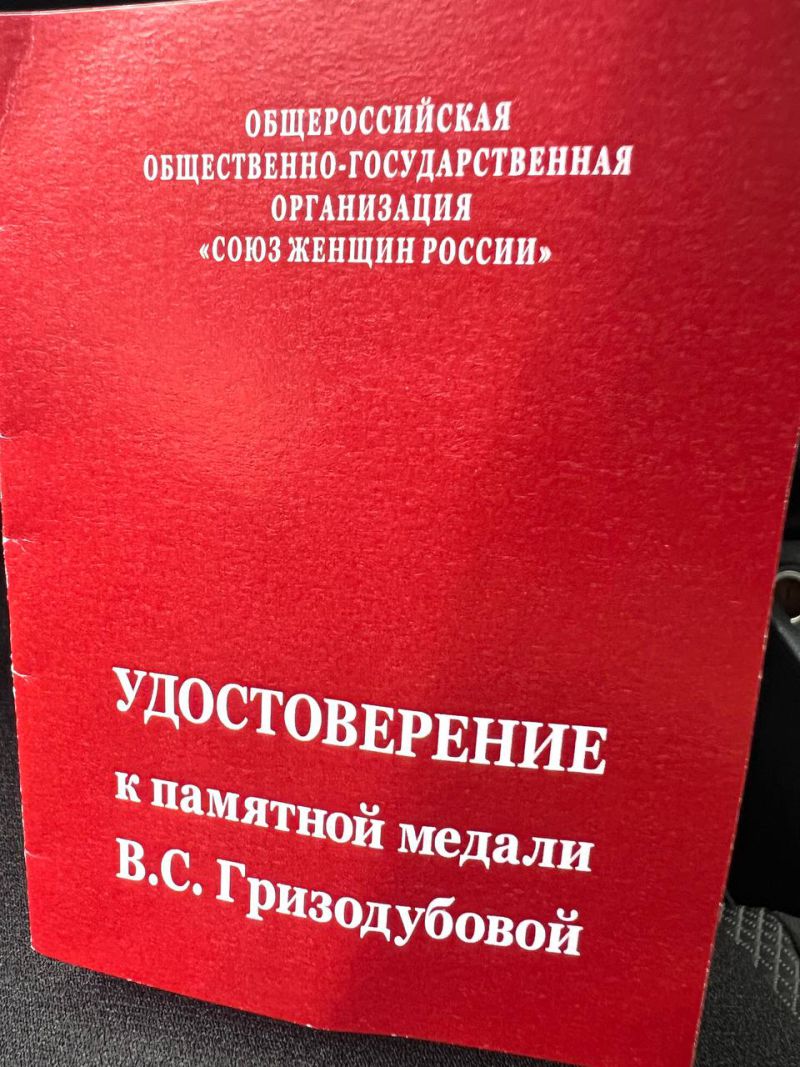 ОБЩЕРОССИЙСКАЯ
ОБЩЕСТВЕННО-ГОСУДАРСТВЕННАЯ
ОРГАНИЗАЦИЯ
«СОЮЗ ЖЕНЩИН РОССИИ»
УДОСТОВЕРЕНИЕ
к памятной медали
В.С. Гризодубовой